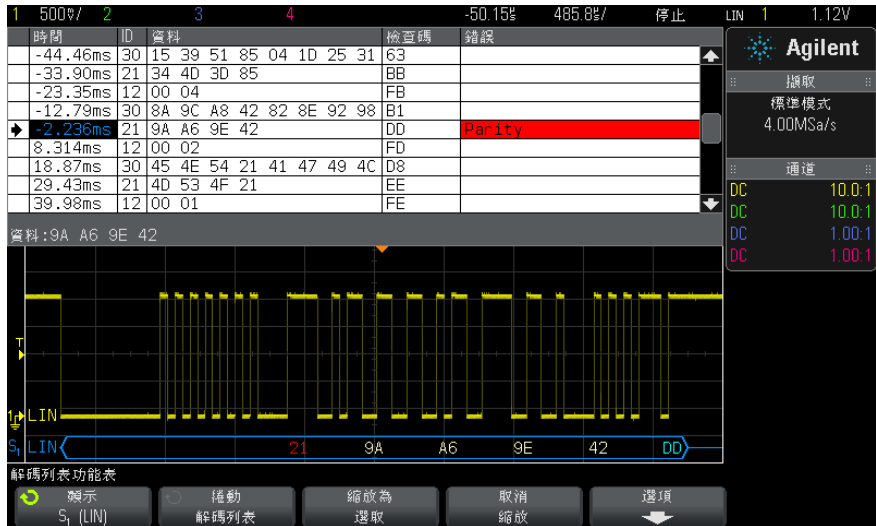 1 500▽/ 2 3 4 -50.15s 485.8s/ 停止 LIN 1 1.12V
時間 ID 資料 檢查碼 錯誤
-44.46ms 30 15 39 51 85 04 1D 25 31 63
-33.90ms 21 34 4D 3D 85 BB
-23.35ms 12 00 04 FB
-12.79ms 30 8A 9C A8 42 82 8E 92 98 B1
-2.236ms 21 9A A6 9E 42 DD Parity
8.314ms 12 00 02 FD
18.87ms 30 45 4E 54 21 41 47 49 4C D8
29.43ms 21 4D 53 4F 21 EE
39.98ms 12 00 01 FE
Agilent
擷取
標準模式
4.00MSa/s
通道
DC 10.0:1
DC 10.0:1
DC 1.00:1
DC 1.00:1
資料:9A A6 9E 42
T
1 LIN
S1 LIN 21 9A A6 9E 42 DD
解碼列表功能表
顯示
S1 (LIN)
捲動
解碼列表
縮放為
選取
取消
縮放
選項